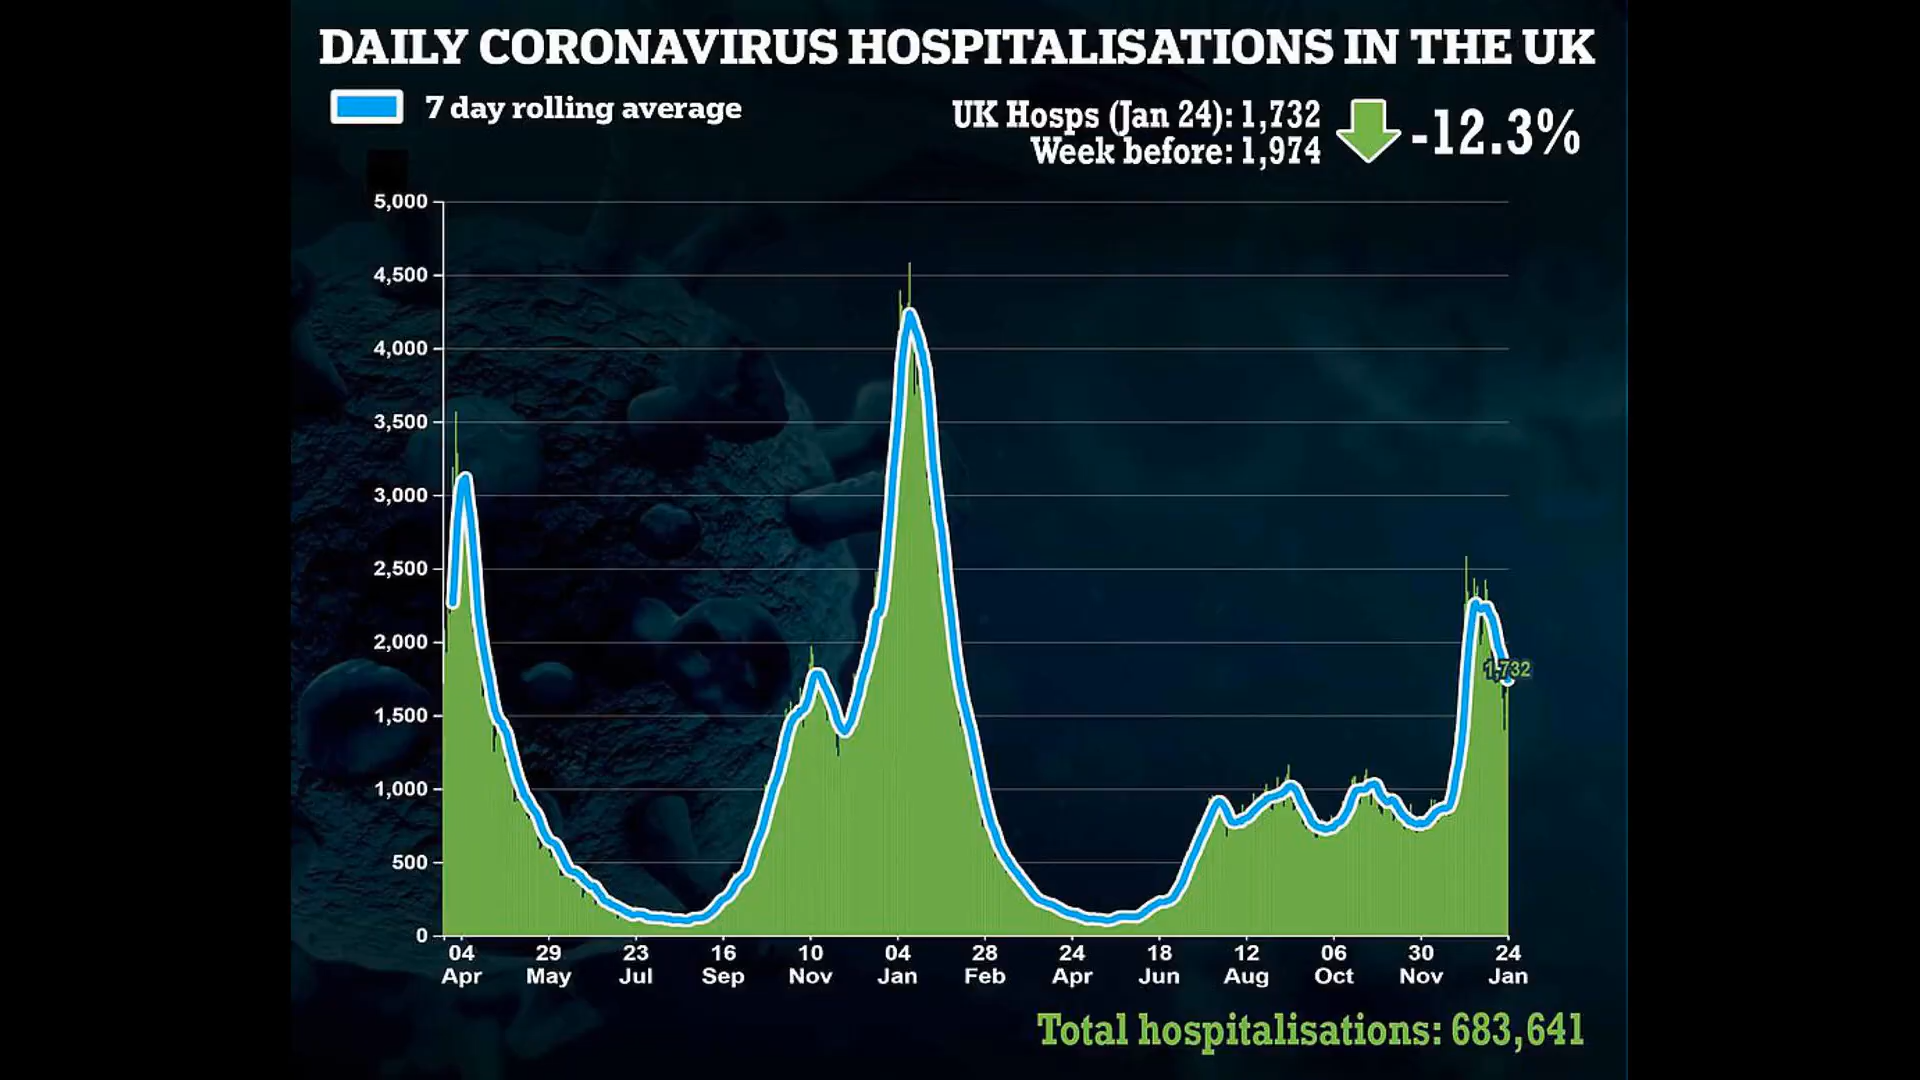 DAILY CORONAVIRUS HOSPITALISATIONS IN THE UK
7 day rolling average
UK Hosps (Jan 24): 1,732
Week before: 1,974
-12.3%
5,000
4,500
4,000
3,500
3,000
2,500
2,000
1,500
1,000
500
0
1,732
04 Apr
29 May
23 Jul
16 Sep
10 Nov
04 Jan
28 Feb
24 Apr
18 Jun
12 Aug
06 Oct
30 Nov
24 Jan
Total hospitalisations: 683,641